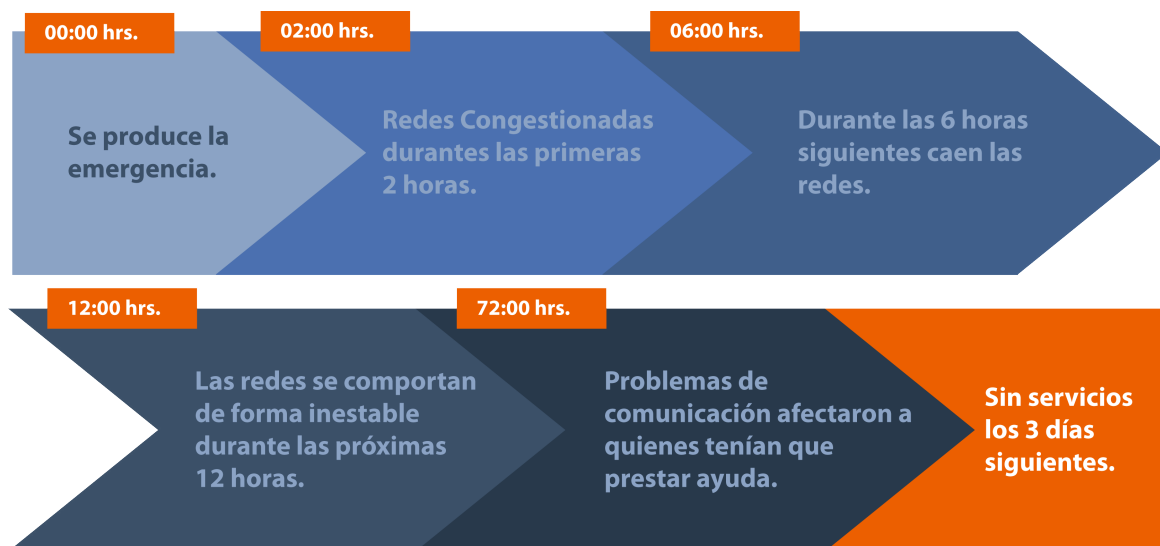 00:00 hrs.
Se produce la
emergencia.
02:00 hrs.
Redes Congestionadas
durantes las primeras
2 horas.
06:00 hrs.
Durante las 6 horas
siguientes caen las
redes.
12:00 hrs.
Las redes se comportan
de forma inestable
durante las próximas
12 horas.
72:00 hrs.
Problemas de
comunicación afectaron a
quienes tenían que
prestar ayuda.
Sin servicios
los 3 días
siguientes.